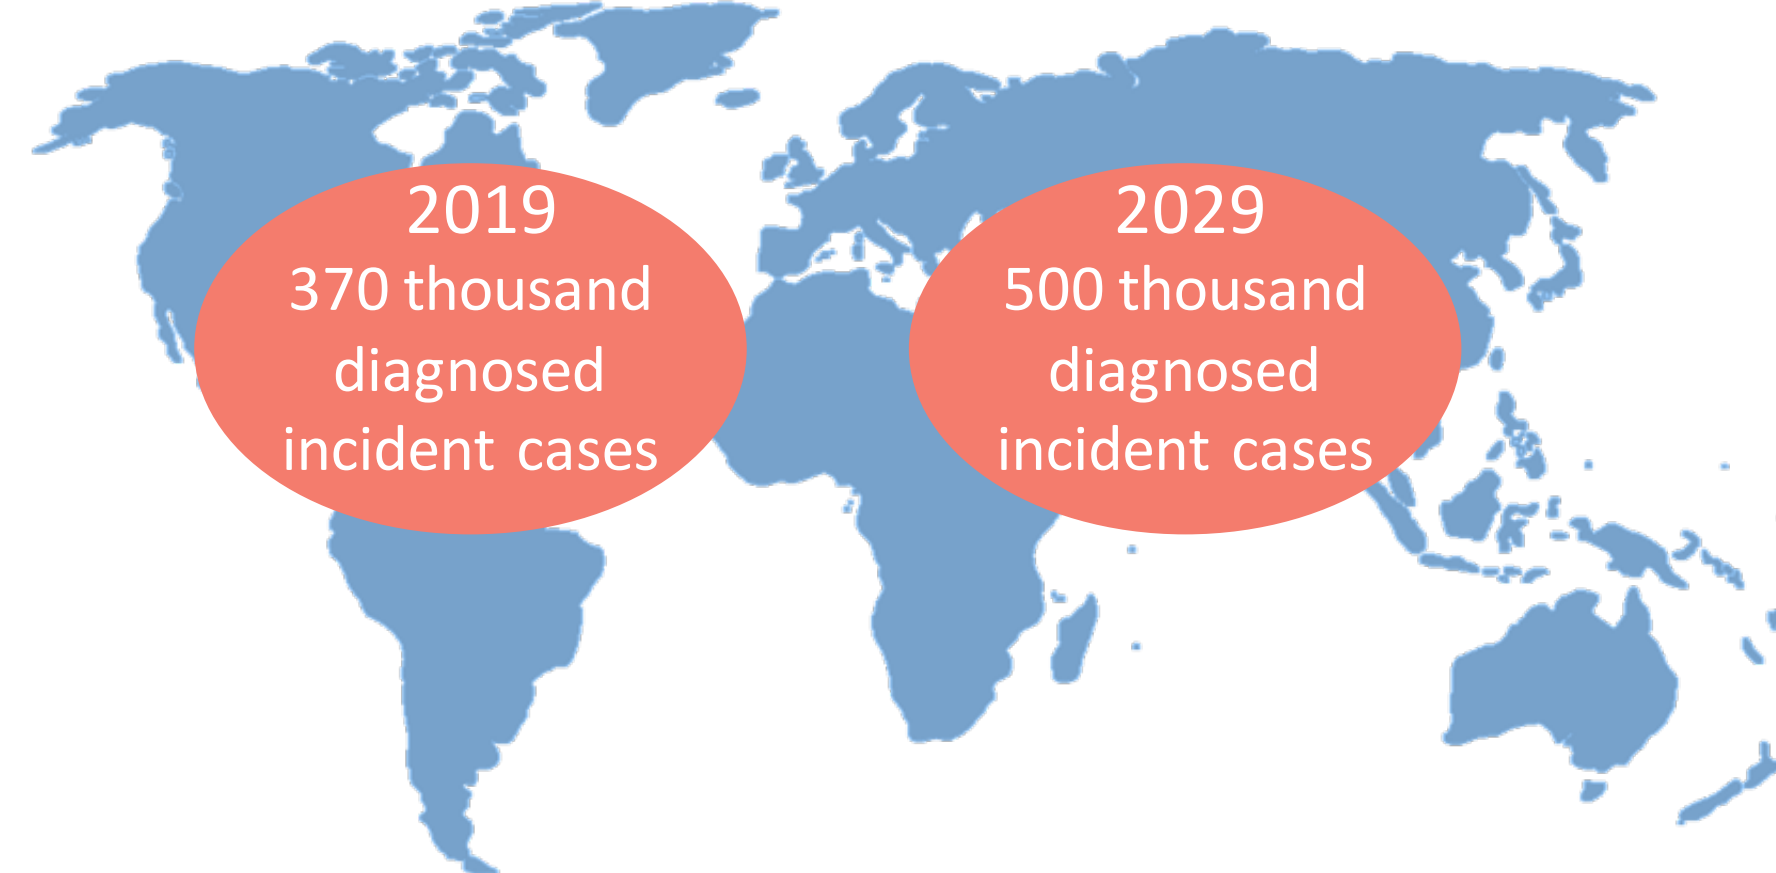 2019
370 thousand
diagnosed
incident cases
2029
500 thousand
diagnosed
incident cases